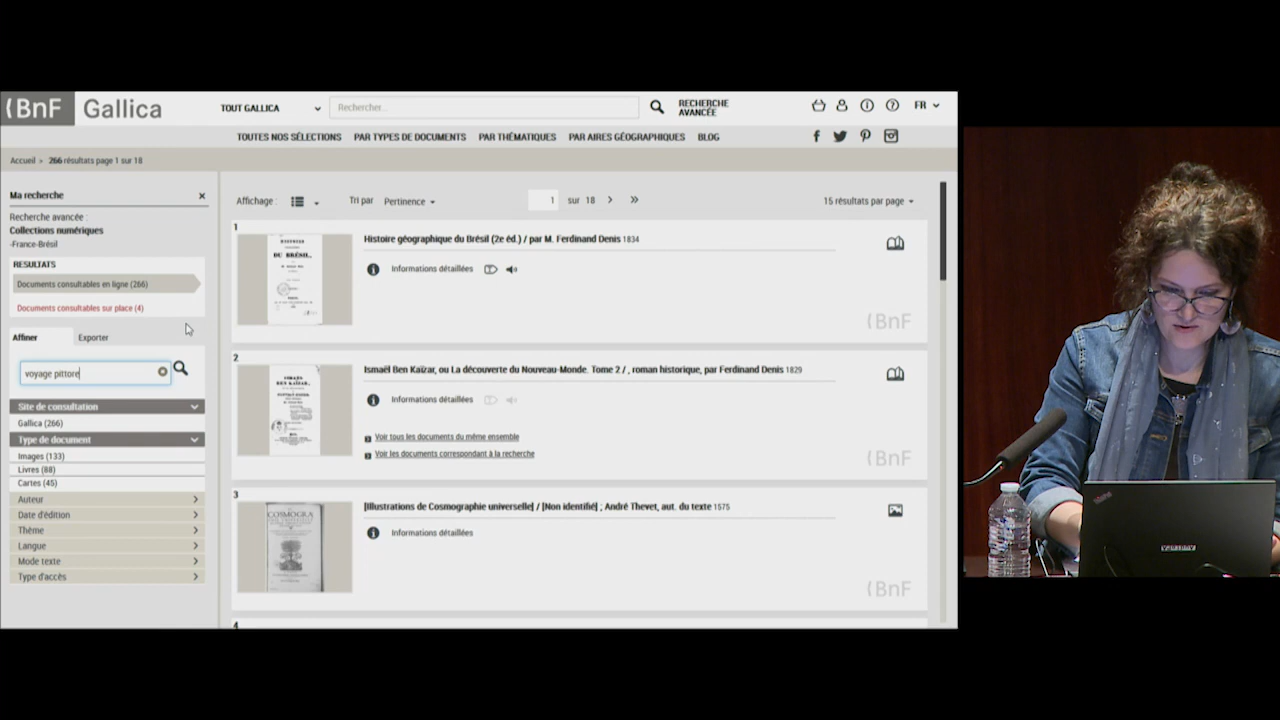 BnF Gallica
TOUT GALLICA
Rechercher...
RECHERCHE
AVANCÉE
FR
TOUTES NOS SÉLECTIONS PAR TYPES DE DOCUMENTS PAR THÉMATIQUES PAR AIRES GÉOGRAPHIQUES BLOG
Accueil > 266 résultats page 1 sur 18
Ma recherche
Recherche avancée :
Collections numériques
-France-Brésil
RESULTATS
Documents consultables en ligne (266)
Documents consultables sur place (4)
Affiner Exporter
voyage pittore
Site de consultation
Gallica (266)
Type de document
Images (133)
Livres (88)
Cartes (45)
Auteur
Date d'édition
Thème
Langue
Mode texte
Type d'accès
Affichage : Tri par Pertinence 1 sur 18 > >> 15 résultats par page
1
DU BRÉSIL,
Histoire géographique du Brésil (2e éd.) / par M. Ferdinand Denis 1834
Informations détaillées
BnF
2
BEN KAÏZAR,
Ismaël Ben Kaïzar, ou La découverte du Nouveau-Monde. Tome 2 / , roman historique, par Ferdinand Denis 1829
Informations détaillées
Voir tous les documents du même ensemble
Voir les documents correspondant à la recherche
BnF
3
COSMOGRA
[Illustrations de Cosmographie universelle] / [Non identifié] ; André Thevet, aut. du texte 1575
Informations détaillées
BnF
4
ThinkPad